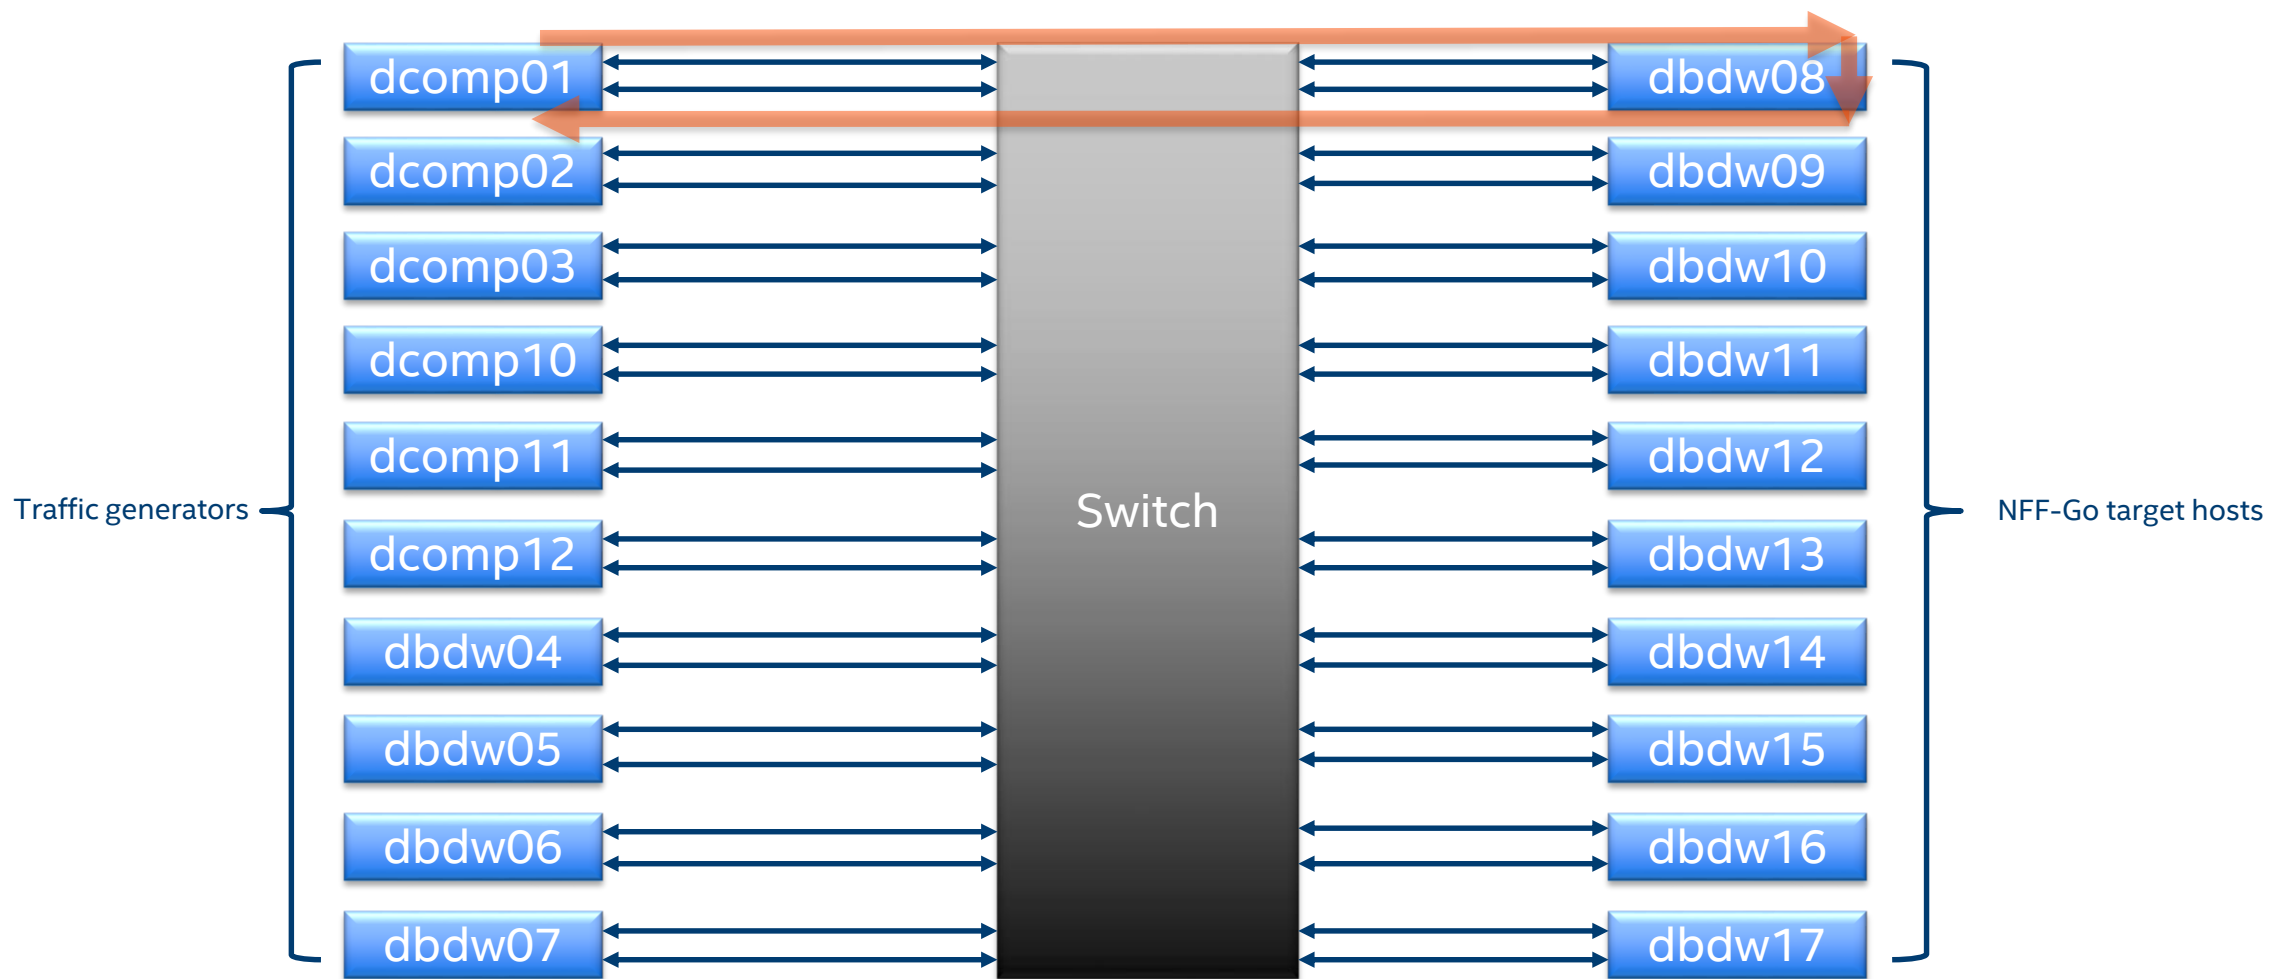 dcomp01
dbdw08
dcomp02
dbdw09
dcomp03
dbdw10
dcomp10
dbdw11
dcomp11
dbdw12
Traffic generators
Switch
NFF-Go target hosts
dcomp12
dbdw13
dbdw04
dbdw14
dbdw05
dbdw15
dbdw06
dbdw16
dbdw07
dbdw17